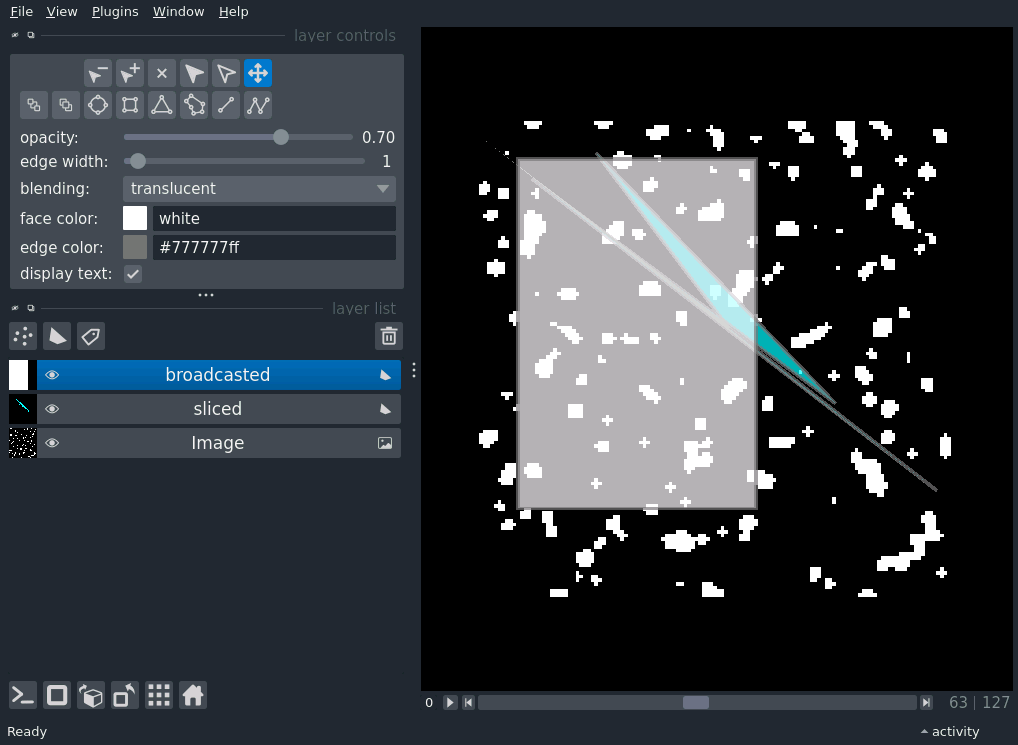 File View Plugins Window Help
layer controls
opacity: 0.70
edge width: 1
blending: translucent
face color: white
edge color: #777777ff
display text:
layer list
broadcasted
sliced
Image
0 63 | 127
Ready activity